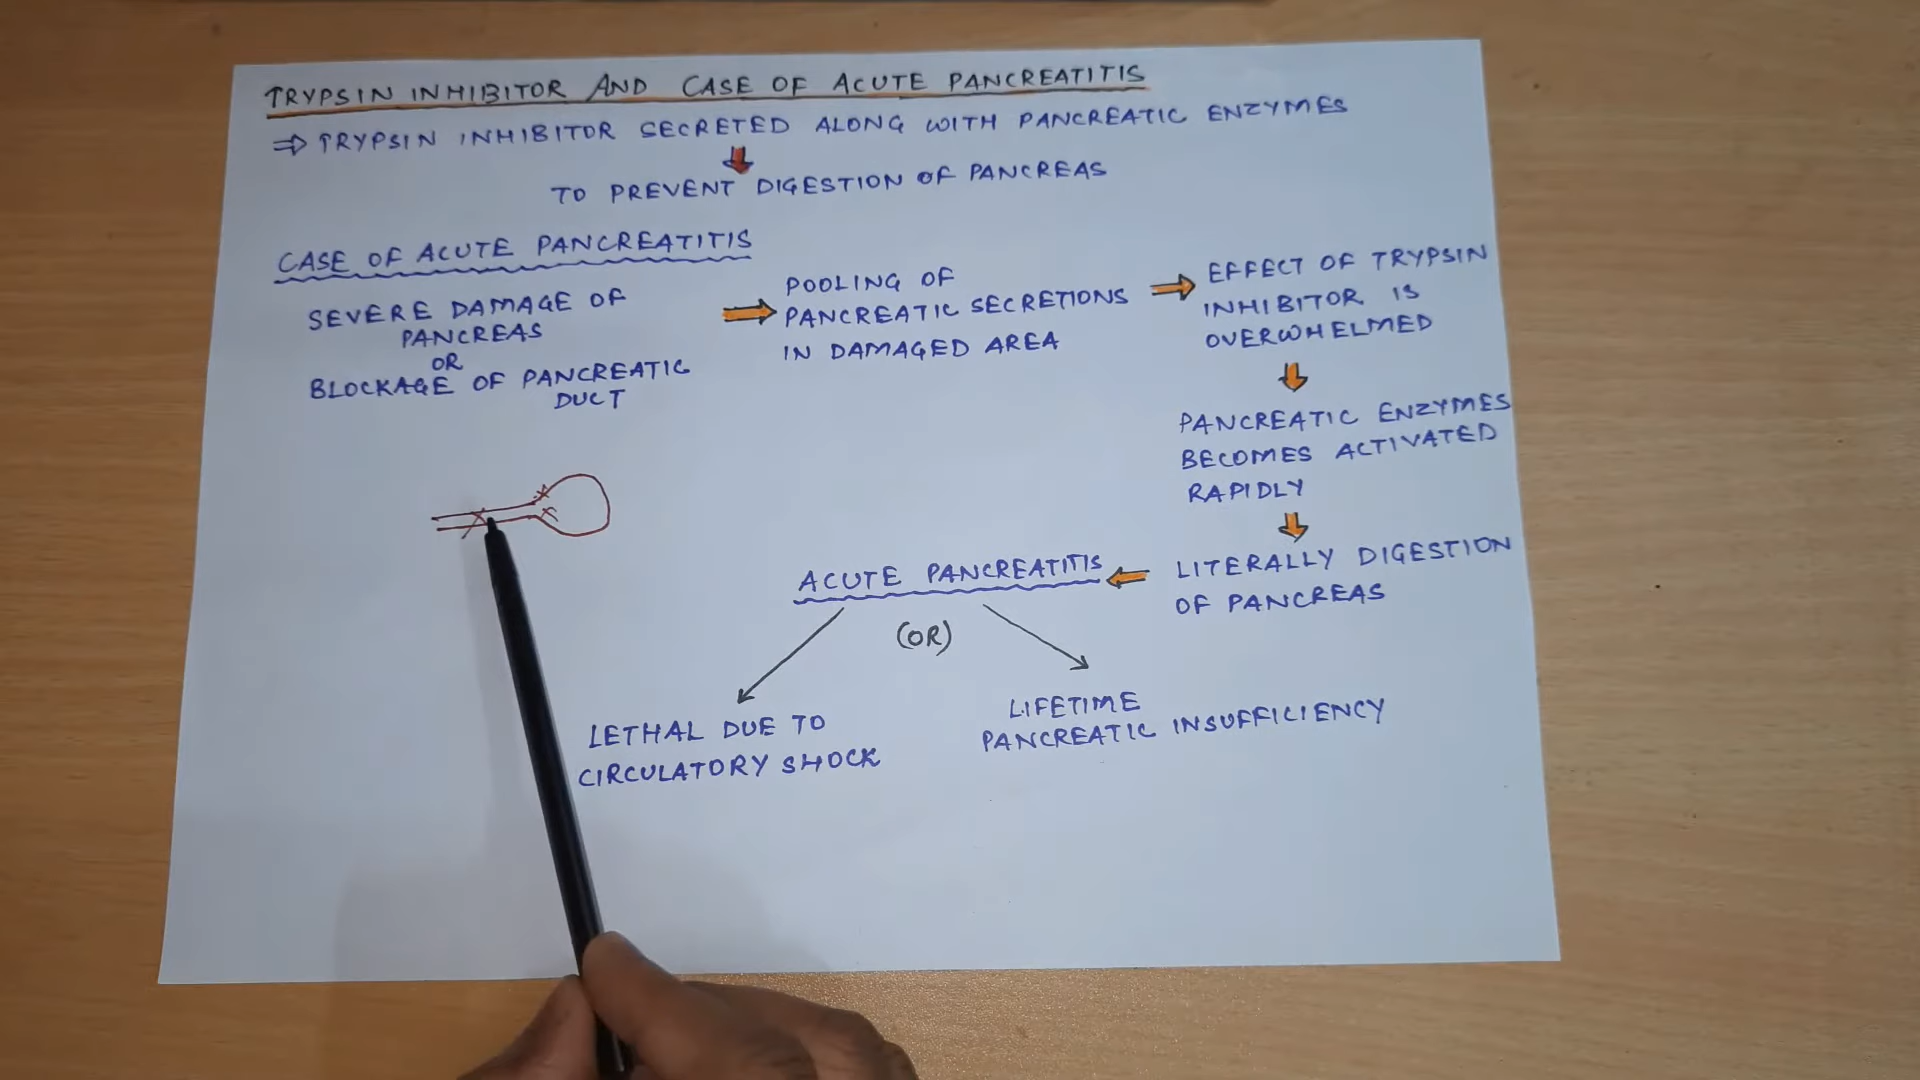 TRYPSIN INHIBITOR AND CASE OF ACUTE PANCREATITIS
⇒ TRYPSIN INHIBITOR SECRETED ALONG WITH PANCREATIC ENZYMES
TO PREVENT DIGESTION OF PANCREAS
CASE OF ACUTE PANCREATITIS
SEVERE DAMAGE OF
PANCREAS
OR
BLOCKAGE OF PANCREATIC
DUCT
POOLING OF
PANCREATIC SECRETIONS
IN DAMAGED AREA
EFFECT OF TRYPSIN
INHIBITOR IS
OVERWHELMED
PANCREATIC ENZYMES
BECOMES ACTIVATED
RAPIDLY
LITERALLY DIGESTION
OF PANCREAS
ACUTE PANCREATITIS
(OR)
LETHAL DUE TO
CIRCULATORY SHOCK
LIFETIME
PANCREATIC INSUFFICIENCY